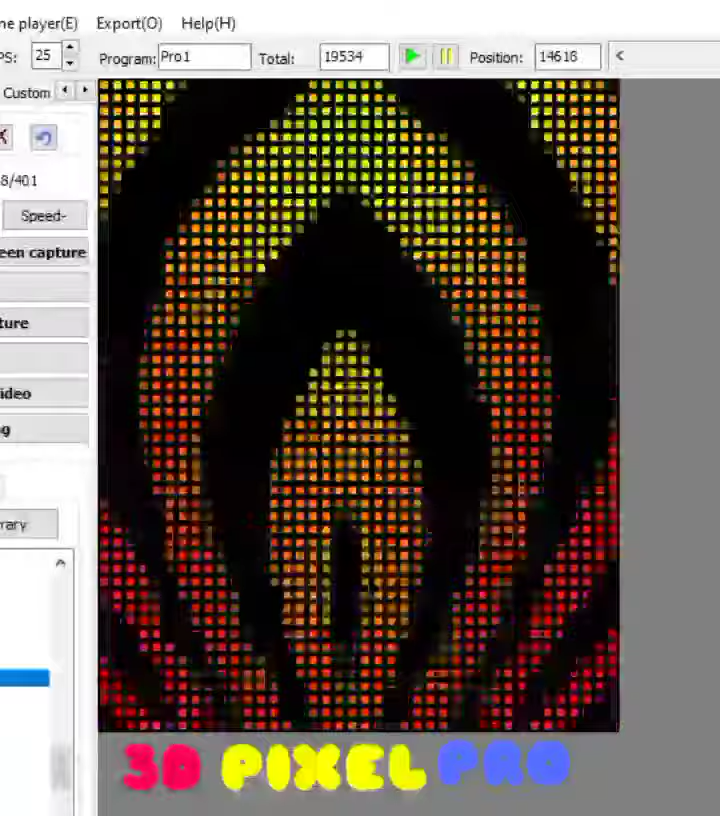 ne player(E) Export(O) Help(H)
PS: 25 Program: Pro1 Total: 19534 Position: 14618 <
Custom
8/401
Speed-
een capture
ture
ideo
g
rary
3D PIXEL PRO